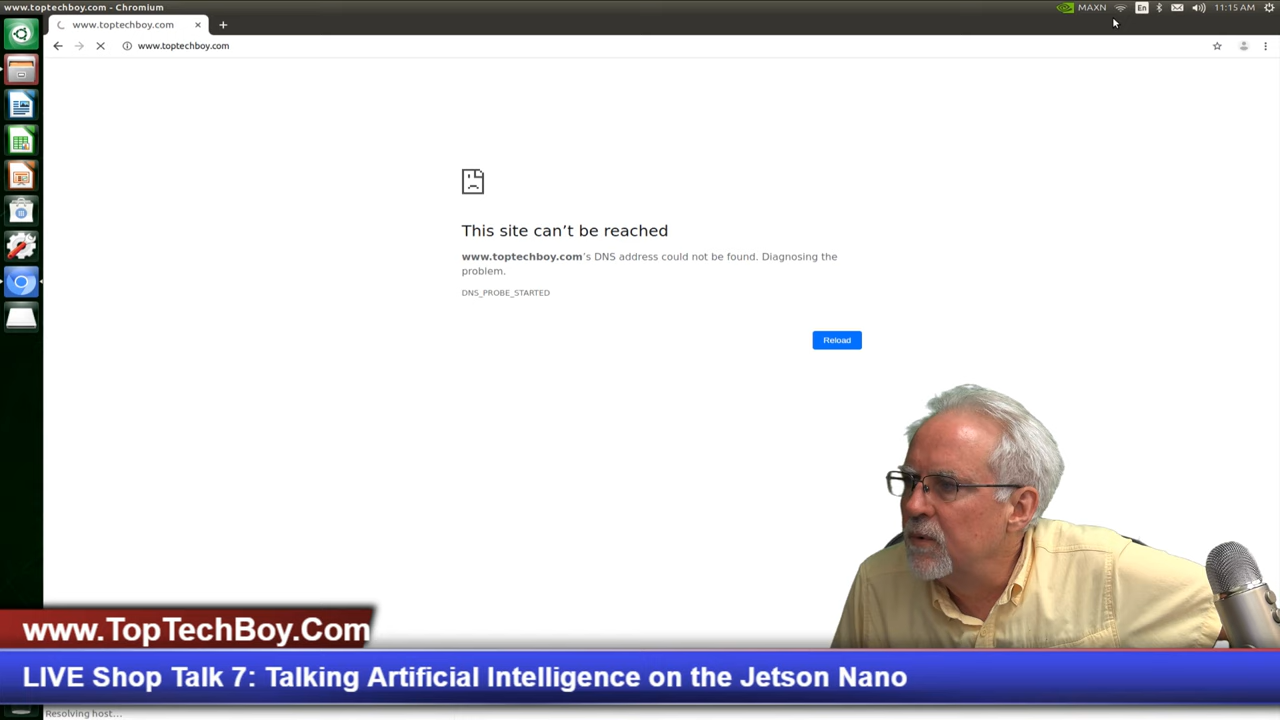 www.toptechboy.com - Chromium
MAXN
En
11:15 AM
www.toptechboy.com
www.toptechboy.com
This site can’t be reached
www.toptechboy.com’s DNS address could not be found. Diagnosing the
problem.
DNS_PROBE_STARTED
Reload
www.TopTechBoy.Com
LIVE Shop Talk 7: Talking Artificial Intelligence on the Jetson Nano
Resolving host…